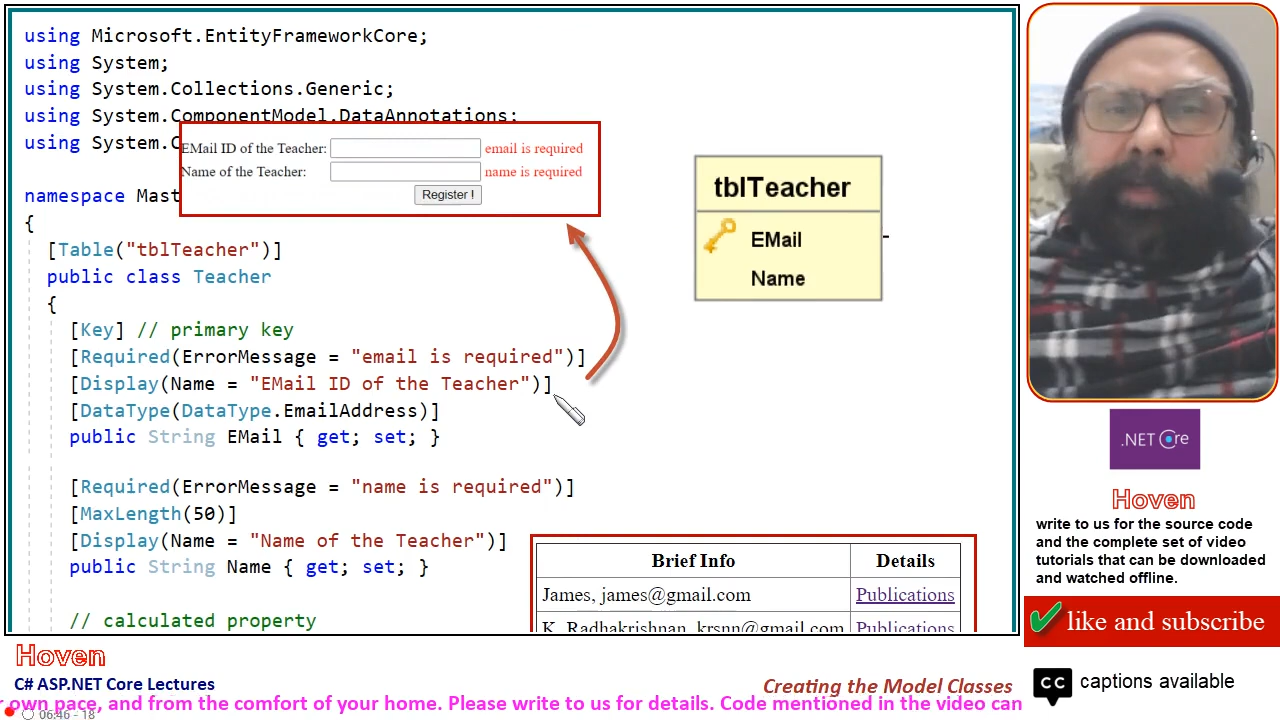 using Microsoft.EntityFrameworkCore;
using System;
using System.Collections.Generic;
using System.ComponentModel.DataAnnotations;
using System.C
EMail ID of the Teacher: email is required
Name of the Teacher: name is required
Register !
namespace Mast
{
[Table("tblTeacher")]
public class Teacher
{
[Key] // primary key
[Required(ErrorMessage = "email is required")]
[Display(Name = "EMail ID of the Teacher")]
[DataType(DataType.EmailAddress)]
public String EMail { get; set; }
[Required(ErrorMessage = "name is required")]
[MaxLength(50)]
[Display(Name = "Name of the Teacher")]
public String Name { get; set; }
// calculated property
tblTeacher
EMail
Name
Brief Info Details
James, james@gmail.com Publications
K. Radhakrishnan, krsnn@gmail.com Publications
.NET Core
Hoven
write to us for the source code
and the complete set of video
tutorials that can be downloaded
and watched offline.
like and subscribe
CC captions available
Hoven
C# ASP.NET Core Lectures
Creating the Model Classes
own pace, and from the comfort of your home. Please write to us for details. Code mentioned in the video can
06:46 - 18